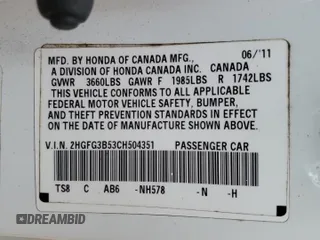 MFD. BY HONDA OF CANADA MFG., 06/'11
A DIVISION OF HONDA CANADA INC. CANADA
GVWR 3660LBS GAWR F 1985LBS R 1742LBS
THIS VEHICLE CONFORMS TO ALL APPLICABLE
FEDERAL MOTOR VEHICLE SAFETY, BUMPER,
AND THEFT PREVENTION STANDARDS IN EFFECT ON
THE DATE OF MANUFACTURE SHOWN ABOVE.
V.I.N. 2HGFG3B53CH504351 PASSENGER CAR
TS8 C AB6 -NH578 -N -H
DREAMBID